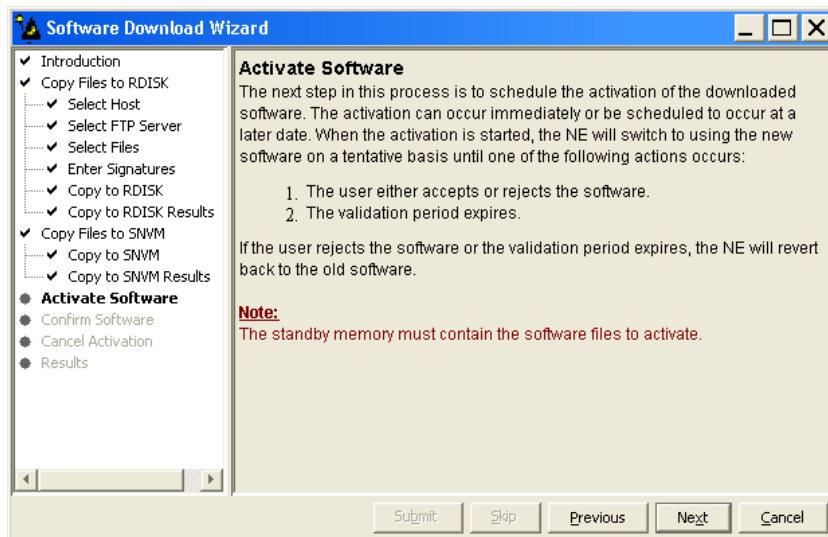 Software Download Wizard
Introduction
Copy Files to RDISK
Select Host
Select FTP Server
Select Files
Enter Signatures
Copy to RDISK
Copy to RDISK Results
Copy Files to SNVM
Copy to SNVM
Copy to SNVM Results
Activate Software
Confirm Software
Cancel Activation
Results
Activate Software
The next step in this process is to schedule the activation of the downloaded
software. The activation can occur immediately or be scheduled to occur at a
later date. When the activation is started, the NE will switch to using the new
software on a tentative basis until one of the following actions occurs:
1. The user either accepts or rejects the software.
2. The validation period expires.
If the user rejects the software or the validation period expires, the NE will revert
back to the old software.
Note:
The standby memory must contain the software files to activate.
Submit Skip Previous Next Cancel